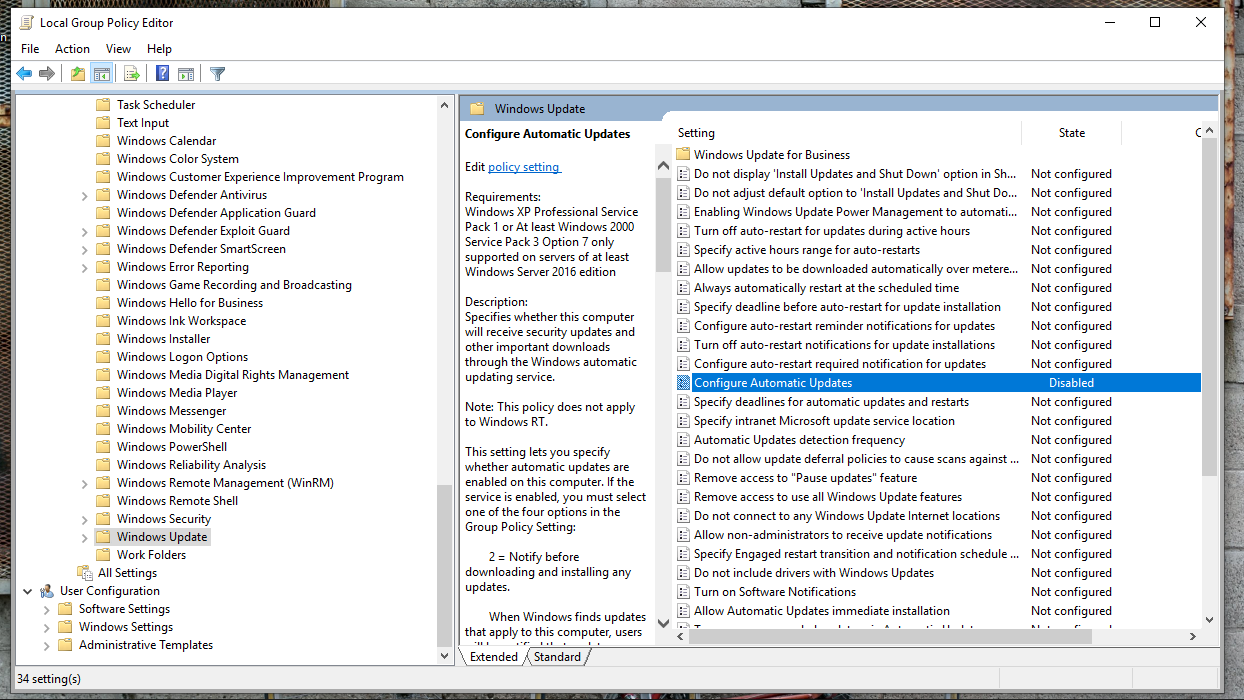 Local Group Policy Editor
File Action View Help
Task Scheduler
Text Input
Windows Calendar
Windows Color System
Windows Customer Experience Improvement Program
Windows Defender Antivirus
Windows Defender Application Guard
Windows Defender Exploit Guard
Windows Defender SmartScreen
Windows Error Reporting
Windows Game Recording and Broadcasting
Windows Hello for Business
Windows Ink Workspace
Windows Installer
Windows Logon Options
Windows Media Digital Rights Management
Windows Media Player
Windows Messenger
Windows Mobility Center
Windows PowerShell
Windows Reliability Analysis
Windows Remote Management (WinRM)
Windows Remote Shell
Windows Security
Windows Update
Work Folders
All Settings
User Configuration
Software Settings
Windows Settings
Administrative Templates
Windows Update
Configure Automatic Updates
Edit policy setting
Requirements:
Windows XP Professional Service
Pack 1 or At least Windows 2000
Service Pack 3 Option 7 only
supported on servers of at least
Windows Server 2016 edition
Description:
Specifies whether this computer
will receive security updates and
other important downloads
through the Windows automatic
updating service.
Note: This policy does not apply
to Windows RT.
This setting lets you specify
whether automatic updates are
enabled on this computer. If the
service is enabled, you must select
one of the four options in the
Group Policy Setting:
2 = Notify before
downloading and installing any
updates.
When Windows finds updates
that apply to this computer, users
Setting State C
Windows Update for Business
Do not display 'Install Updates and Shut Down' option in Sh... Not configured
Do not adjust default option to 'Install Updates and Shut Do... Not configured
Enabling Windows Update Power Management to automati... Not configured
Turn off auto-restart for updates during active hours Not configured
Specify active hours range for auto-restarts Not configured
Allow updates to be downloaded automatically over metere... Not configured
Always automatically restart at the scheduled time Not configured
Specify deadline before auto-restart for update installation Not configured
Configure auto-restart reminder notifications for updates Not configured
Turn off auto-restart notifications for update installations Not configured
Configure auto-restart required notification for updates Not configured
Configure Automatic Updates Disabled
Specify deadlines for automatic updates and restarts Not configured
Specify intranet Microsoft update service location Not configured
Automatic Updates detection frequency Not configured
Do not allow update deferral policies to cause scans against ... Not configured
Remove access to "Pause updates" feature Not configured
Remove access to use all Windows Update features Not configured
Do not connect to any Windows Update Internet locations Not configured
Allow non-administrators to receive update notifications Not configured
Specify Engaged restart transition and notification schedule ... Not configured
Do not include drivers with Windows Updates Not configured
Turn on Software Notifications Not configured
Allow Automatic Updates immediate installation Not configured
Extended Standard
34 setting(s)